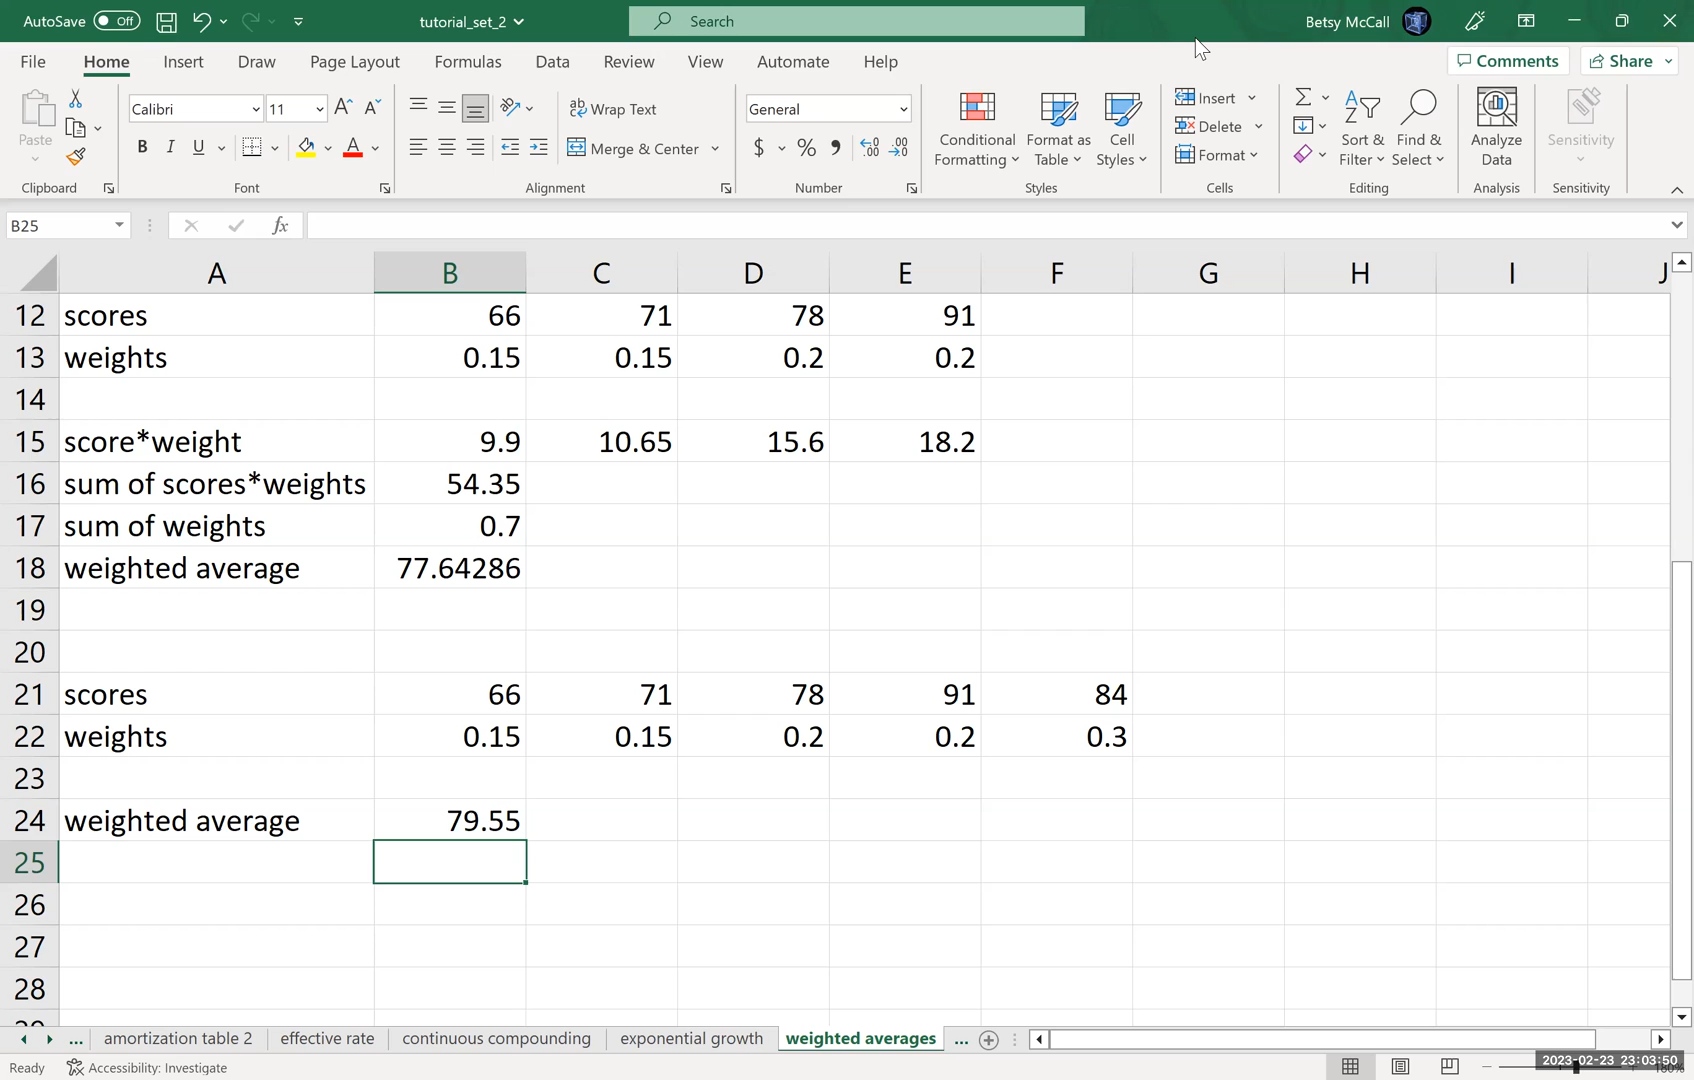 AutoSave Off tutorial_set_2 Search Betsy McCall
File Home Insert Draw Page Layout Formulas Data Review View Automate Help Comments Share
Paste Calibri 11 A A Wrap Text General Conditional Formatting Format as Table Cell Styles Insert Delete Format Sort & Filter Find & Select Analyze Data Sensitivity
B I U A Merge & Center $ % , .00
Clipboard Font Alignment Number Styles Cells Editing Analysis Sensitivity
B25 fx
A B C D E F G H I J
12 scores 66 71 78 91
13 weights 0.15 0.15 0.2 0.2
14
15 score*weight 9.9 10.65 15.6 18.2
16 sum of scores*weights 54.35
17 sum of weights 0.7
18 weighted average 77.64286
19
20
21 scores 66 71 78 91 84
22 weights 0.15 0.15 0.2 0.2 0.3
23
24 weighted average 79.55
25
26
27
28
... amortization table 2 effective rate continuous compounding exponential growth weighted averages ...
Ready Accessibility: Investigate 2023-02-23 23:03:50